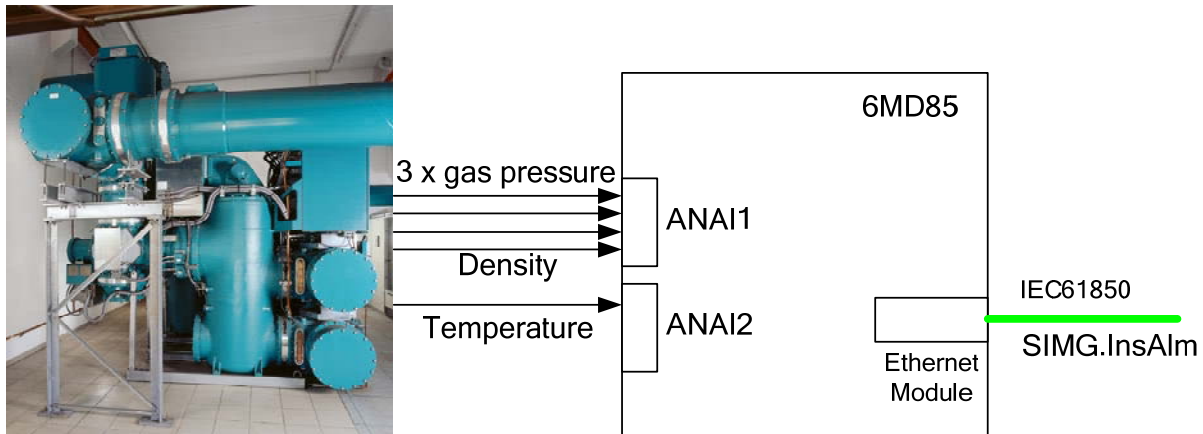 6MD85
3 x gas pressure
ANAI1
Density
Temperature
ANAI2
IEC61850
SIMG.InsAlm
Ethernet
Module